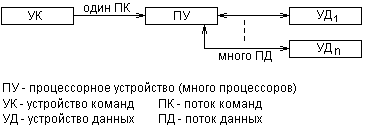 один ПК
УК
ПУ
УД1
УДn
много ПД
ПУ - процессорное устройство (много процессоров)
УК - устройство команд ПК - поток команд
УД - устройство данных ПД - поток данных